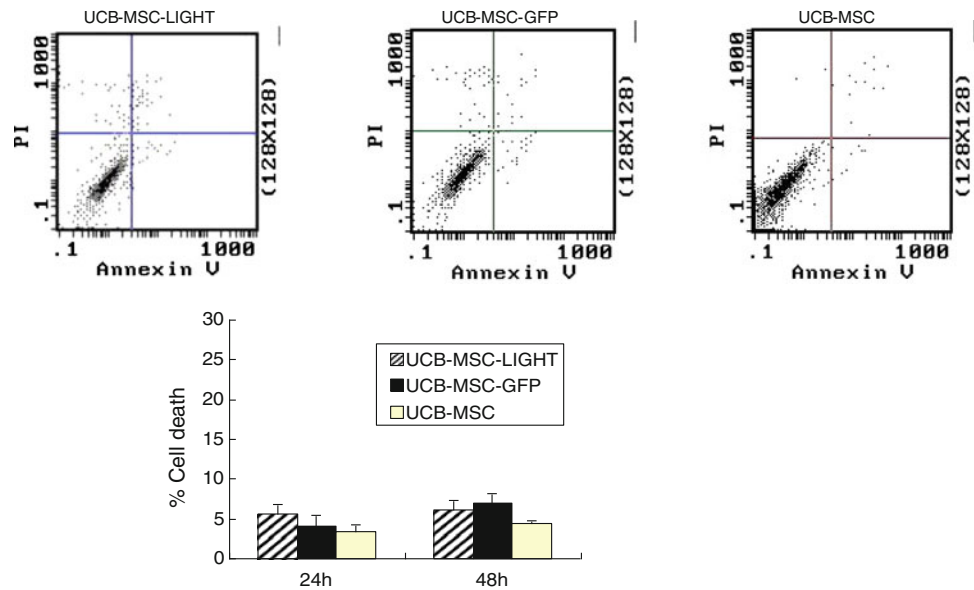 UCB-MSC-LIGHT
UCB-MSC-GFP
UCB-MSC
1000
PI
.1
(128X128)
.1
1000
Annexin V
1000
PI
.1
(128X128)
.1
1000
Annexin V
1000
PI
.1
(128X128)
.1
1000
Annexin V
30
25
20
15
10
5
0
% Cell death
UCB-MSC-LIGHT
UCB-MSC-GFP
UCB-MSC
24h
48h